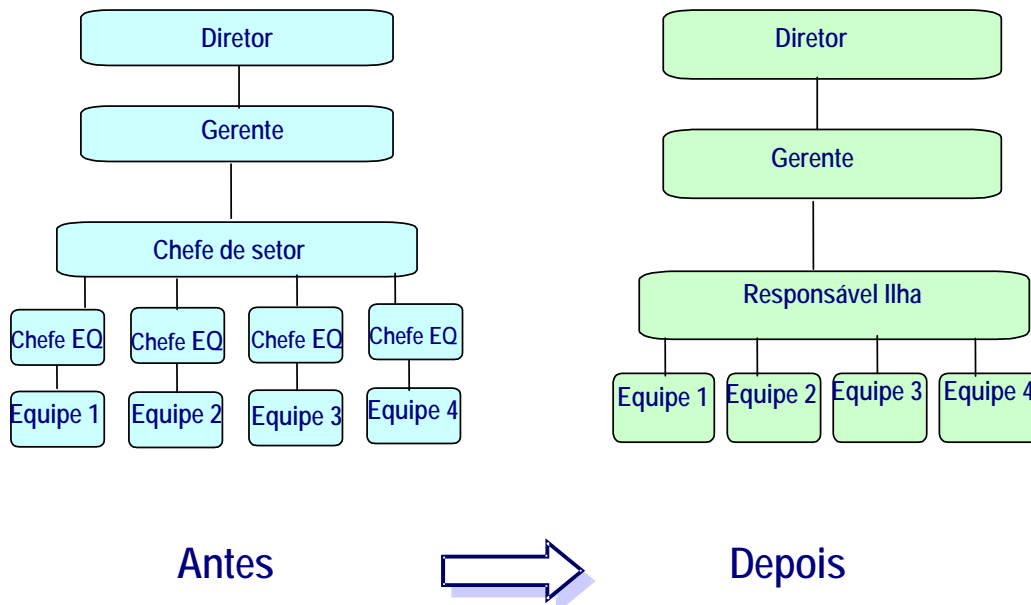 Diretor
Gerente
Chefe de setor
Chefe EQ
Chefe EQ
Chefe EQ
Chefe EQ
Equipe 1
Equipe 2
Equipe 3
Equipe 4
Antes
Diretor
Gerente
Responsável Ilha
Equipe 1
Equipe 2
Equipe 3
Equipe 4
Depois